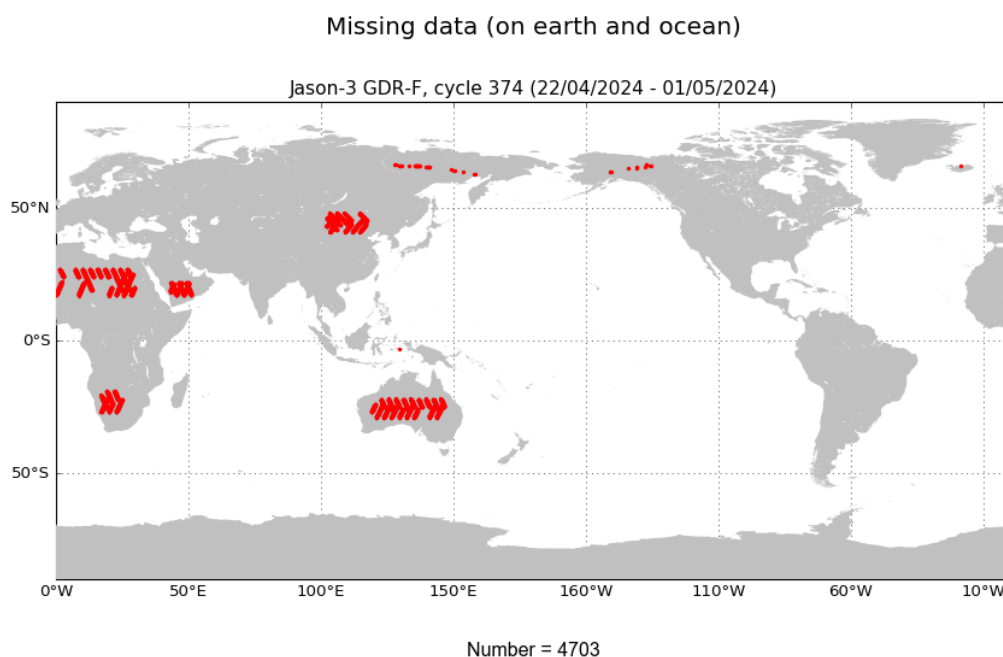 Missing data (on earth and ocean)
Jason-3 GDR-F, cycle 374 (22/04/2024 - 01/05/2024)
50°N
0°S
50°S
0°W 50°E 100°E 150°E 160°W 110°W 60°W 10°W
Number = 4703